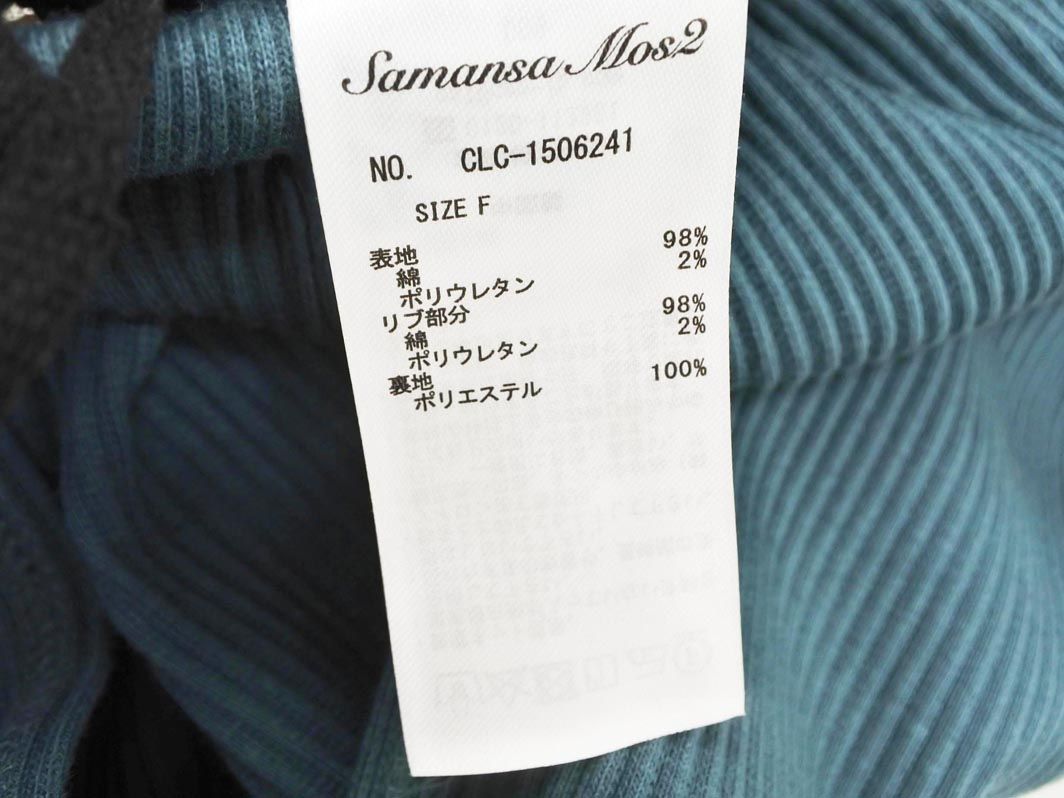 Samansa Mos2
NO. CLC-1506241
SIZE F
表地
綿 98%
ポリウレタン 2%
リブ部分
綿 98%
ポリウレタン 2%
裏地
ポリエステル 100%